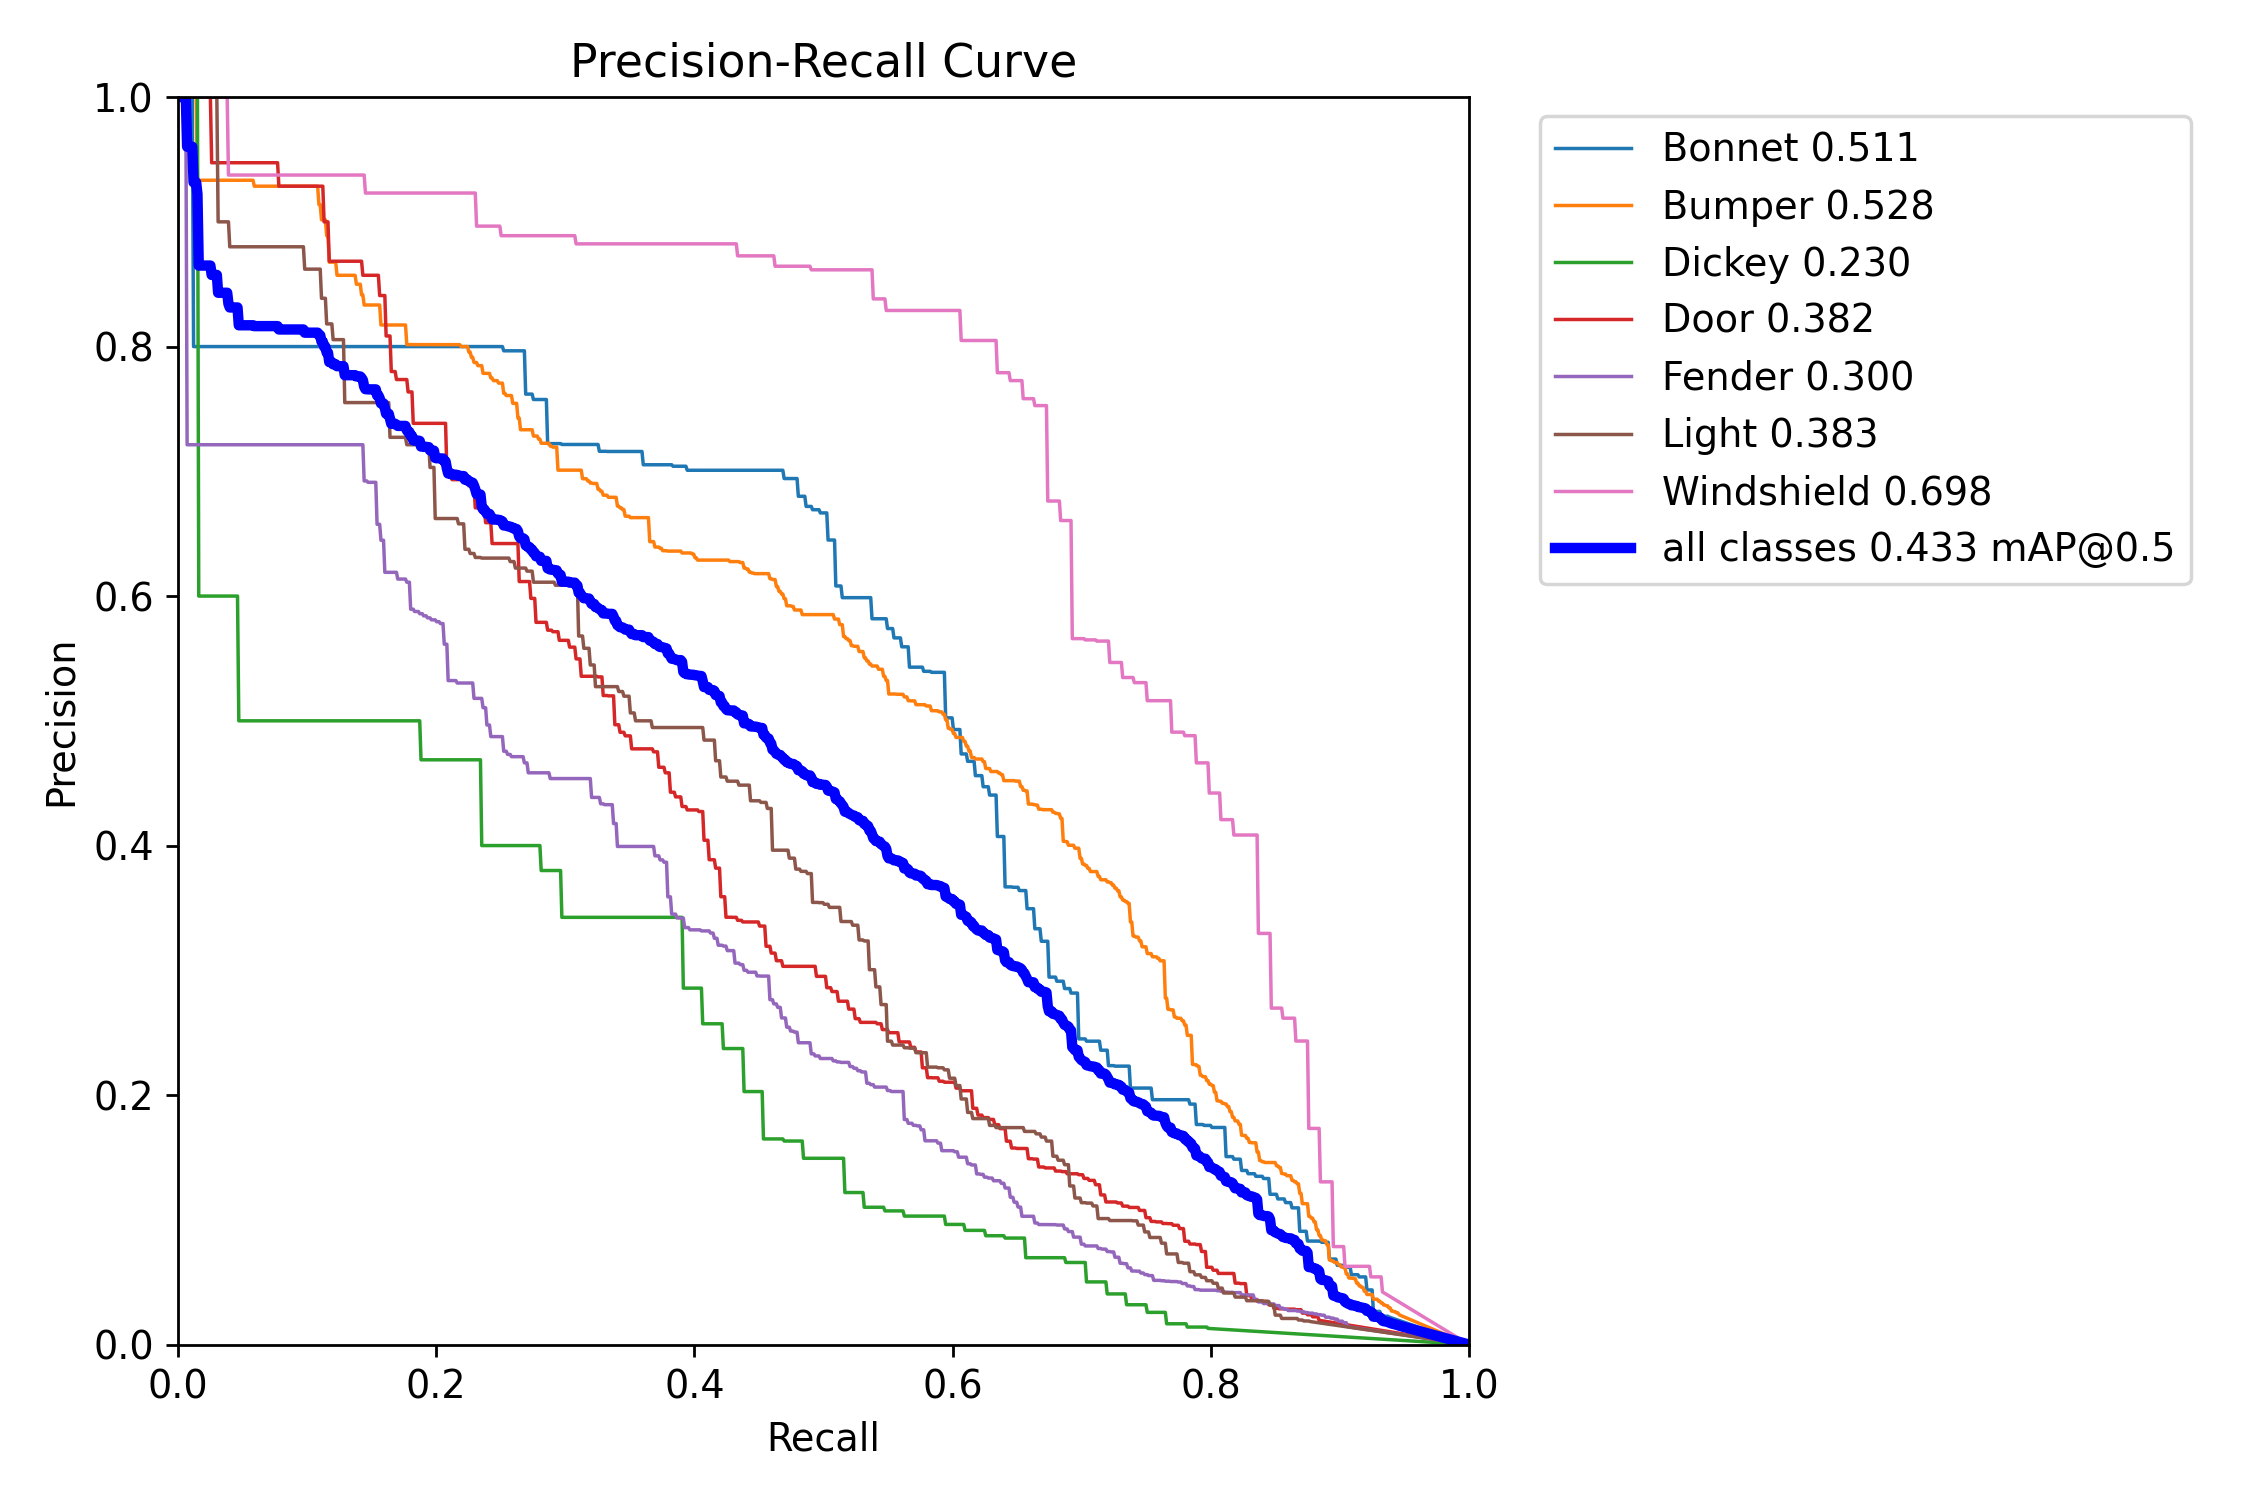 Precision-Recall Curve
1.0
0.8
0.6
0.4
0.2
0.0
Precision
0.0 0.2 0.4 0.6 0.8 1.0
Recall
Bonnet 0.511
Bumper 0.528
Dickey 0.230
Door 0.382
Fender 0.300
Light 0.383
Windshield 0.698
all classes 0.433 mAP@0.5